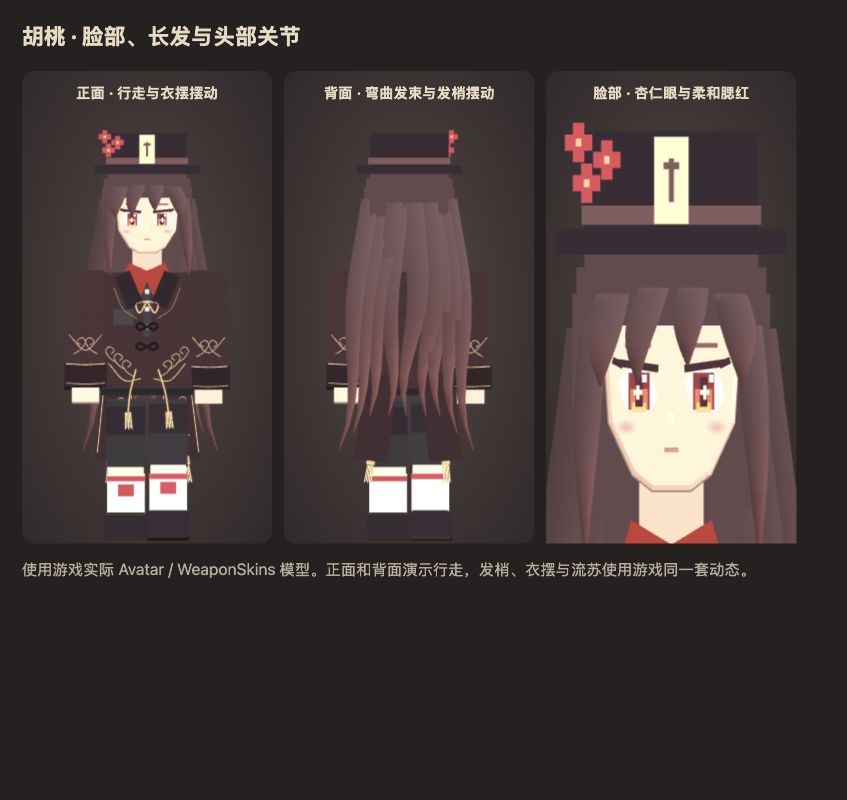 胡桃 · 脸部、长发与头部关节
正面 · 行走与衣摆摆动
背面 · 弯曲发束与发梢摆动
脸部 · 杏仁眼与柔和腮红
使用游戏实际 Avatar / WeaponSkins 模型。正面和背面演示行走，发梢、衣摆与流苏使用游戏同一套动态。